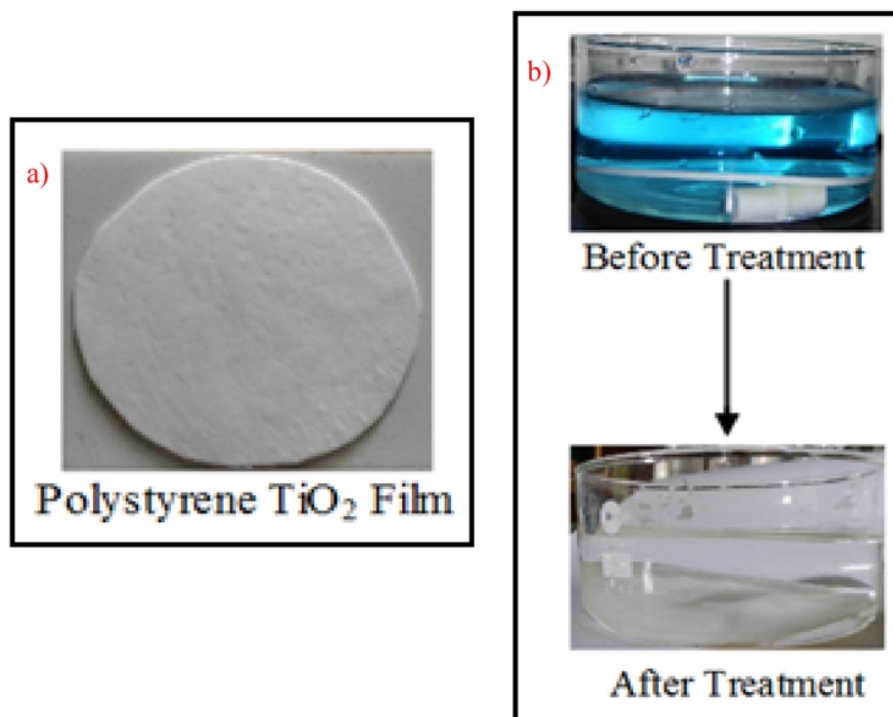 a)
Polystyrene TiO₂ Film
b)
Before Treatment
After Treatment